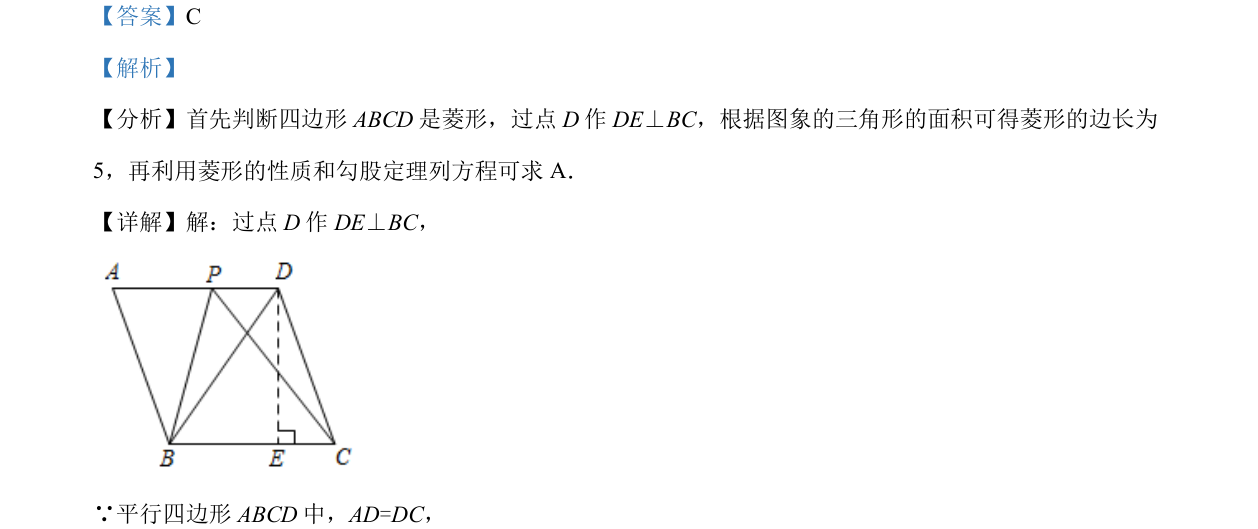 【答案】C
【解析】
【分析】首先判断四边形 ABCD 是菱形，过点 D 作 DE⊥BC，根据图象的三角形的面积可得菱形的边长为
5，再利用菱形的性质和勾股定理列方程可求 A．
【详解】解：过点 D 作 DE⊥BC，
A P D
B E C
∵平行四边形 ABCD 中，AD=DC，